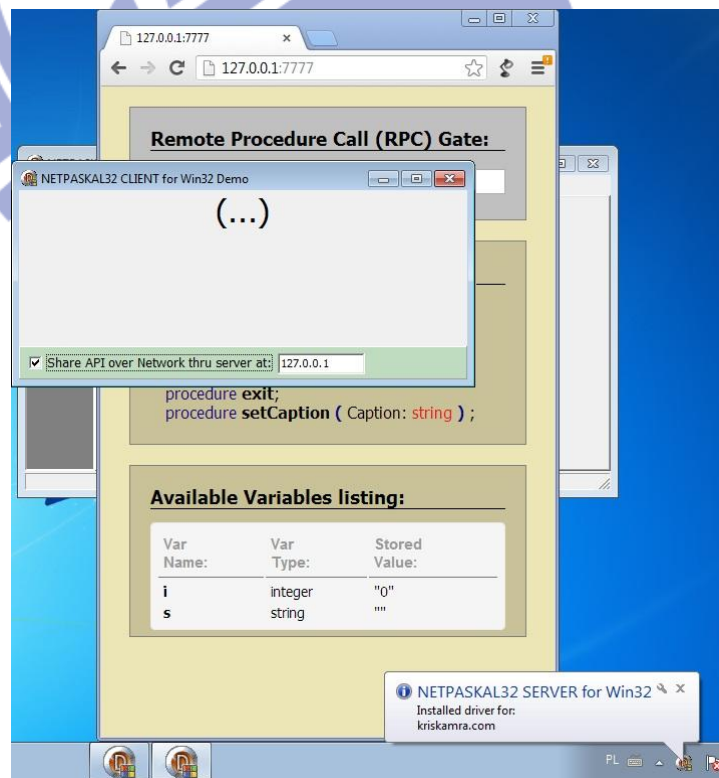 127.0.0.1:7777
127.0.0.1:7777
Remote Procedure Call (RPC) Gate:
NETPASKAL32 CLIENT for Win32 Demo
(...)
Share API over Network thru server at: 127.0.0.1
procedure exit;
procedure setCaption ( Caption: string ) ;
Available Variables listing:
Var Name: Var Type: Stored Value:
i integer "0"
s string ""
NETPASKAL32 SERVER for Win32
Installed driver for:
kriskamra.com
PL